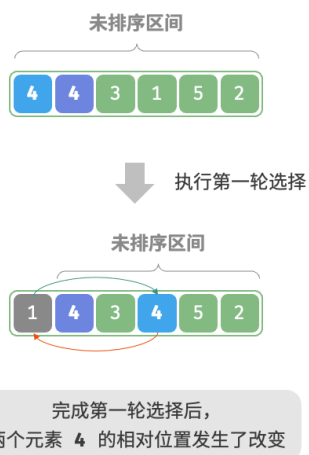 未排序区间
4 4 3 1 5 2
执行第一轮选择
未排序区间
1 4 3 4 5 2
完成第一轮选择后，
个元素 4 的相对位置发生了改变